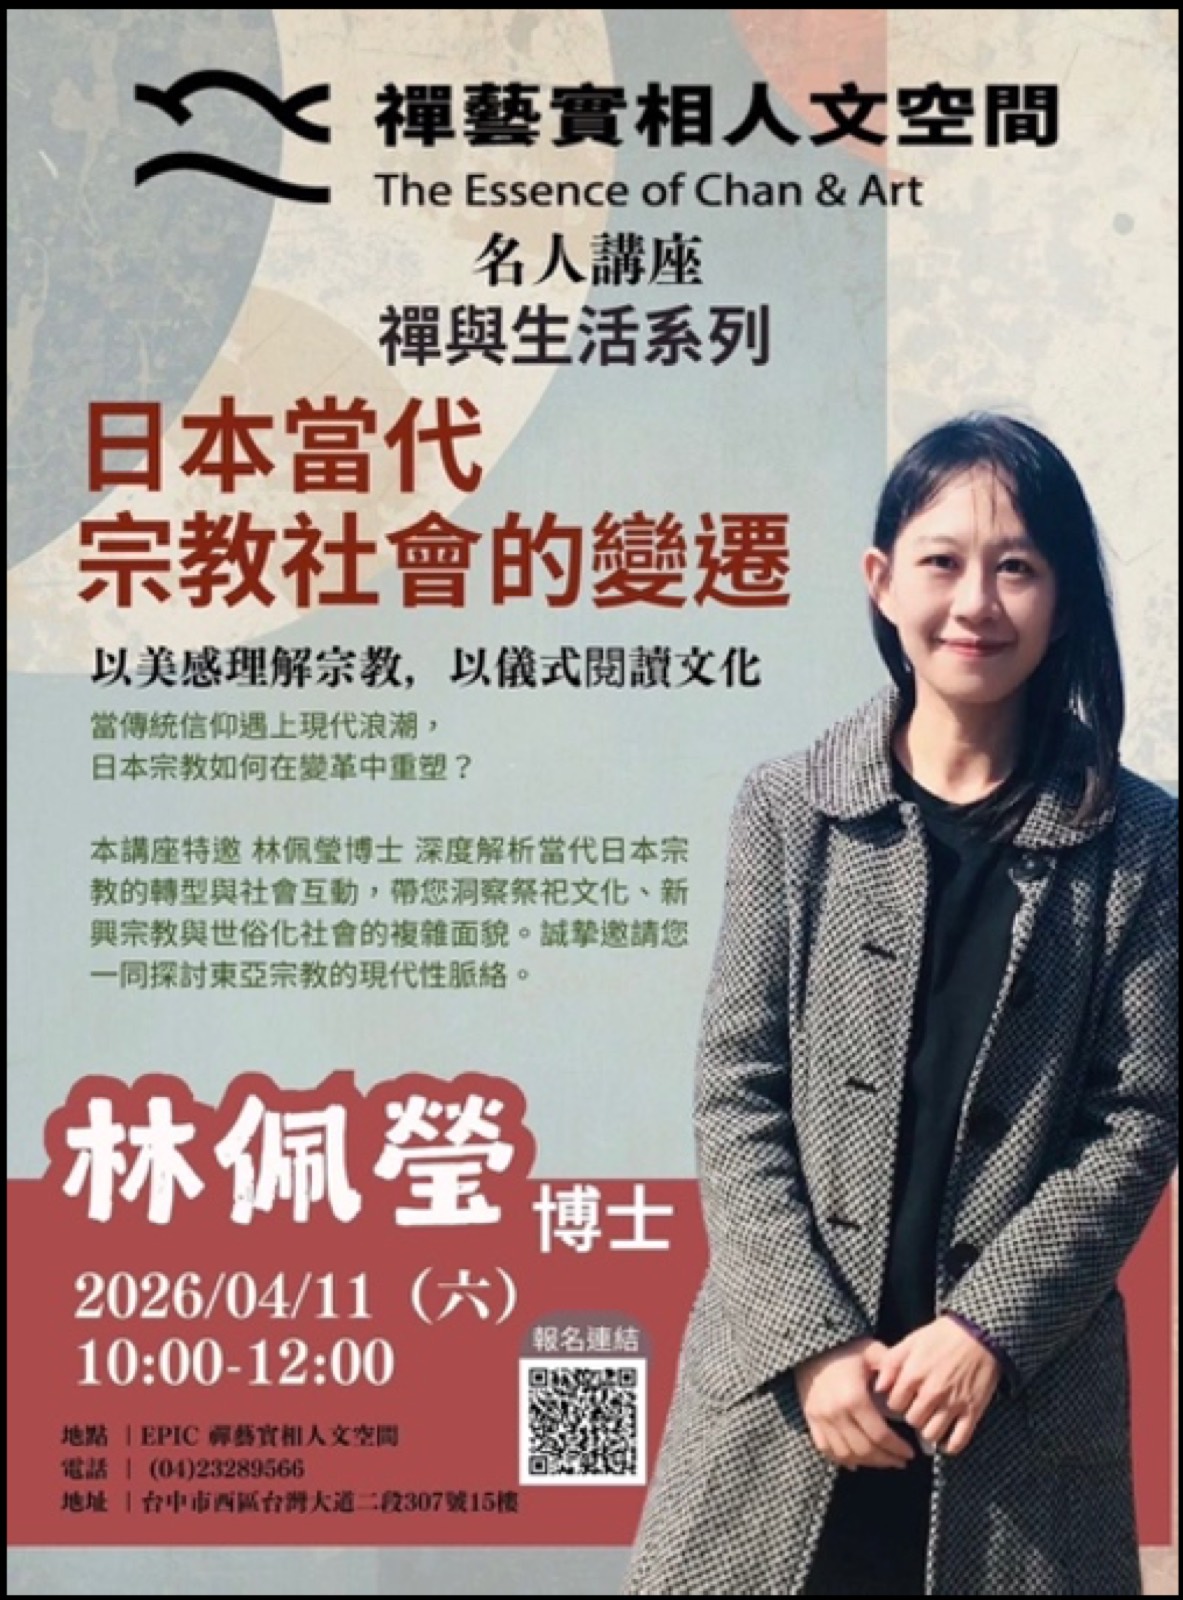 禪藝實相人文空間
The Essence of Chan & Art
名人講座
禪與生活系列
日本當代
宗教社會的變遷
以美感理解宗教，以儀式閱讀文化
當傳統信仰遇上現代浪潮，
日本宗教如何在變革中重塑？
本講座特邀 林佩瑩博士 深度解析當代日本宗
教的轉型與社會互動，帶您洞察祭祀文化、新
興宗教與世俗化社會的複雜面貌。誠摯邀請您
一同探討東亞宗教的現代性脈絡。
林佩瑩
博士
2026/04/11（六）
10:00-12:00
報名連結
地點 ｜EPIC 禪藝實相人文空間
電話 ｜ (04)23289566
地址 ｜台中市西區台灣大道二段307號15樓